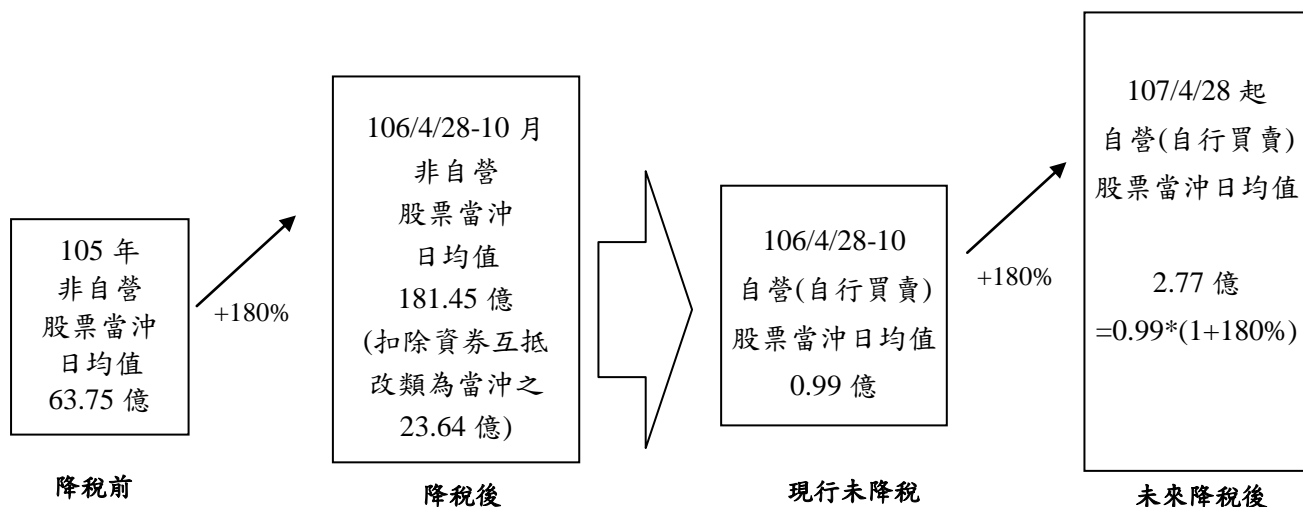 105 年
非自營
股票當沖
日均值
63.75 億
降稅前
+180%
106/4/28-10 月
非自營
股票當沖
日均值
181.45 億
(扣除資券互抵
改類為當沖之
23.64 億)
降稅後
106/4/28-10
自營(自行買賣)
股票當沖日均值
0.99 億
現行未降稅
+180%
107/4/28 起
自營(自行買賣)
股票當沖日均值
2.77 億
=0.99*(1+180%)
未來降稅後